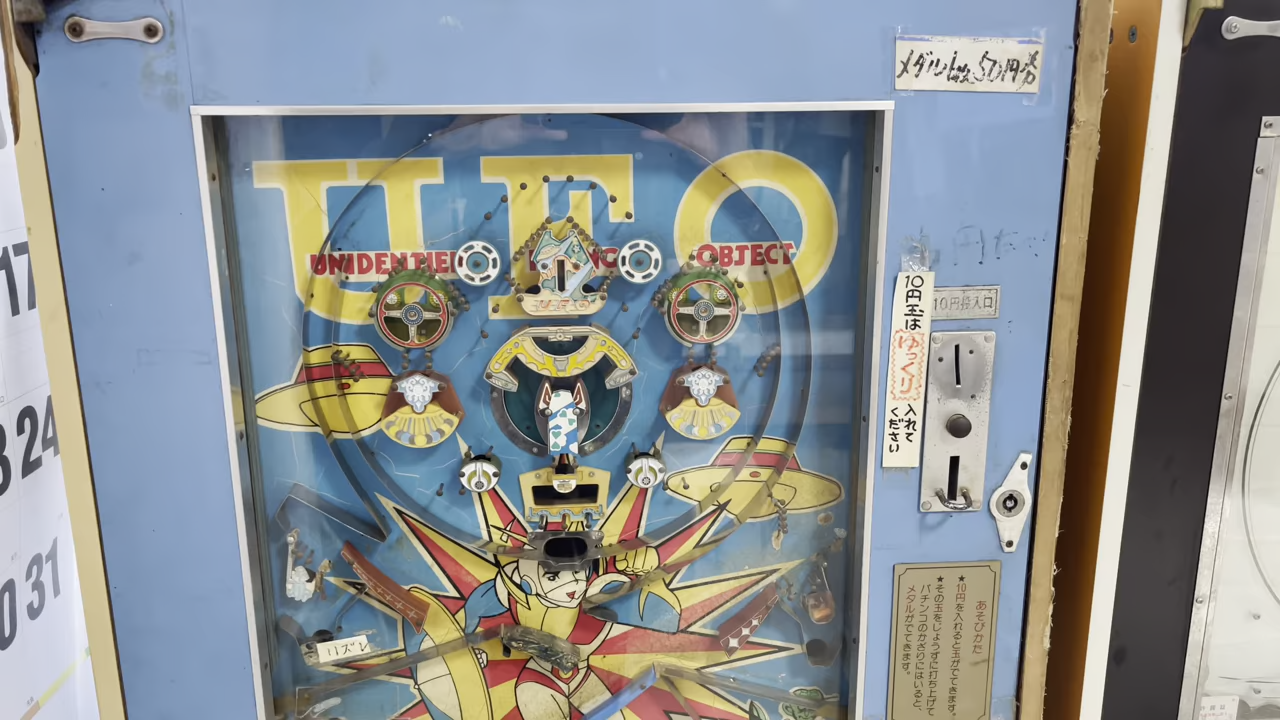 メダル1枚50円券
UFO
UNIDENTIFIED
OBJECT
U.F.O
10円投入口
10円玉は
ゆっくり
入れて
ください
ハズレ
あそびかた
★10円を入れると玉がでてきます。
★その玉をじょうずに打ち上げて
パチンコのかざりにはいると、
メタルがでてきます。
17
24
31